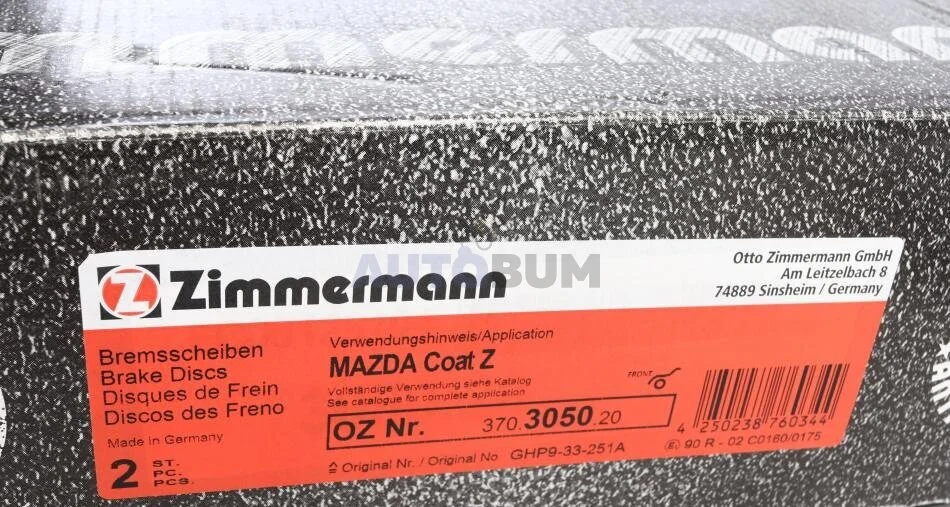 Zimmermann
AUTOBUM
Otto Zimmermann GmbH
Am Leitzelbach 8
74889 Sinsheim / Germany
Bremsscheiben
Brake Discs
Disques de Frein
Discos des Freno
Made in Germany
2 ST.
PC.
PCS.
Verwendungshinweis/Application
MAZDA Coat Z
Vollständige Verwendung siehe Katalog
See catalogue for complete application
FRONT
OZ Nr. 370.3050.20
Original Nr. / Original No GHP9-33-251A
4 250238 760344
E1 90 R - 02 C0160/0175